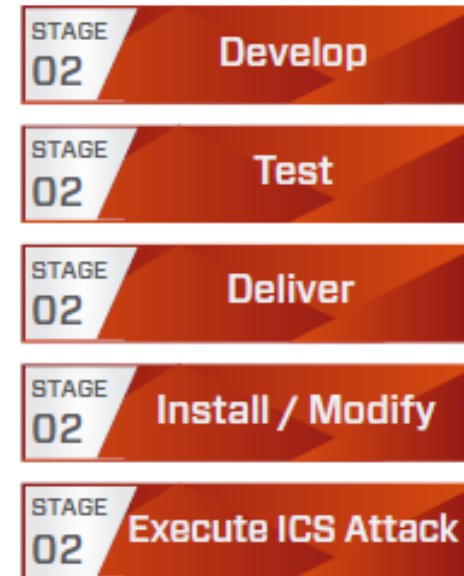 STAGE
02
Develop
STAGE
02
Test
STAGE
02
Deliver
STAGE
02
Install / Modify
STAGE
02
Execute ICS Attack